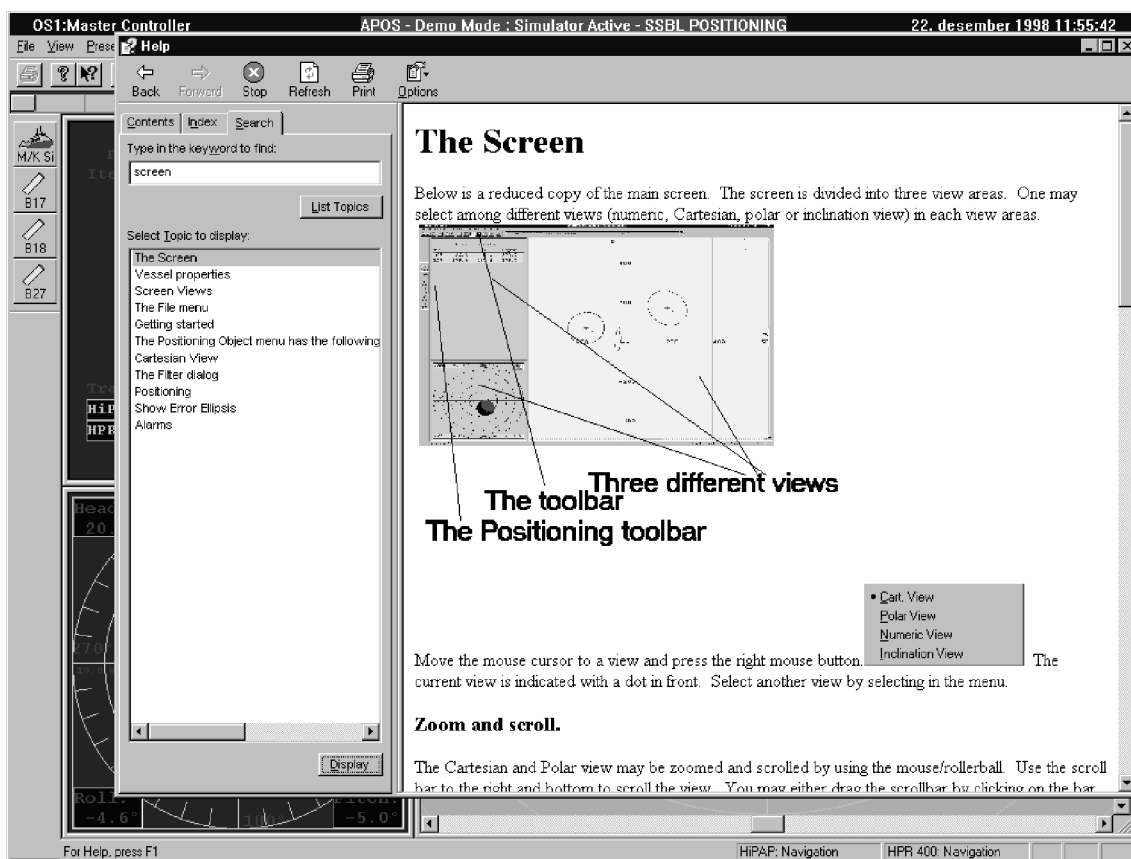 OS1:Master Controller APOS - Demo Mode : Simulator Active - SSBL POSITIONING 22. desember 1998 11:55:42
File View Prese
Help
Back Forward Stop Refresh Print Options
Contents Index Search
Type in the keyword to find:
screen
List Topics
Select Topic to display:
The Screen
Vessel properties
Screen Views
The File menu
Getting started
The Positioning Object menu has the following
Cartesian View
The Filter dialog
Positioning
Show Error Ellipsis
Alarms
Display
M/K Si
B17
B18
B27
Ite
Tra
HiP
HPR
Head
20.
270
10.0
Roll:
-4.6°
180°
Pitch:
-5.0°
The Screen
Below is a reduced copy of the main screen. The screen is divided into three view areas. One may
select among different views (numeric, Cartesian, polar or inclination view) in each view areas.
Three different views
The toolbar
The Positioning toolbar
Cart. View
Polar View
Numeric View
Inclination View
Move the mouse cursor to a view and press the right mouse button. The
current view is indicated with a dot in front. Select another view by selecting in the menu.
Zoom and scroll.
The Cartesian and Polar view may be zoomed and scrolled by using the mouse/rollerball. Use the scroll
bar to the right and bottom to scroll the view. You may either drag the scrollbar by clicking on the bar
For Help, press F1
HiPAP: Navigation HPR 400: Navigation